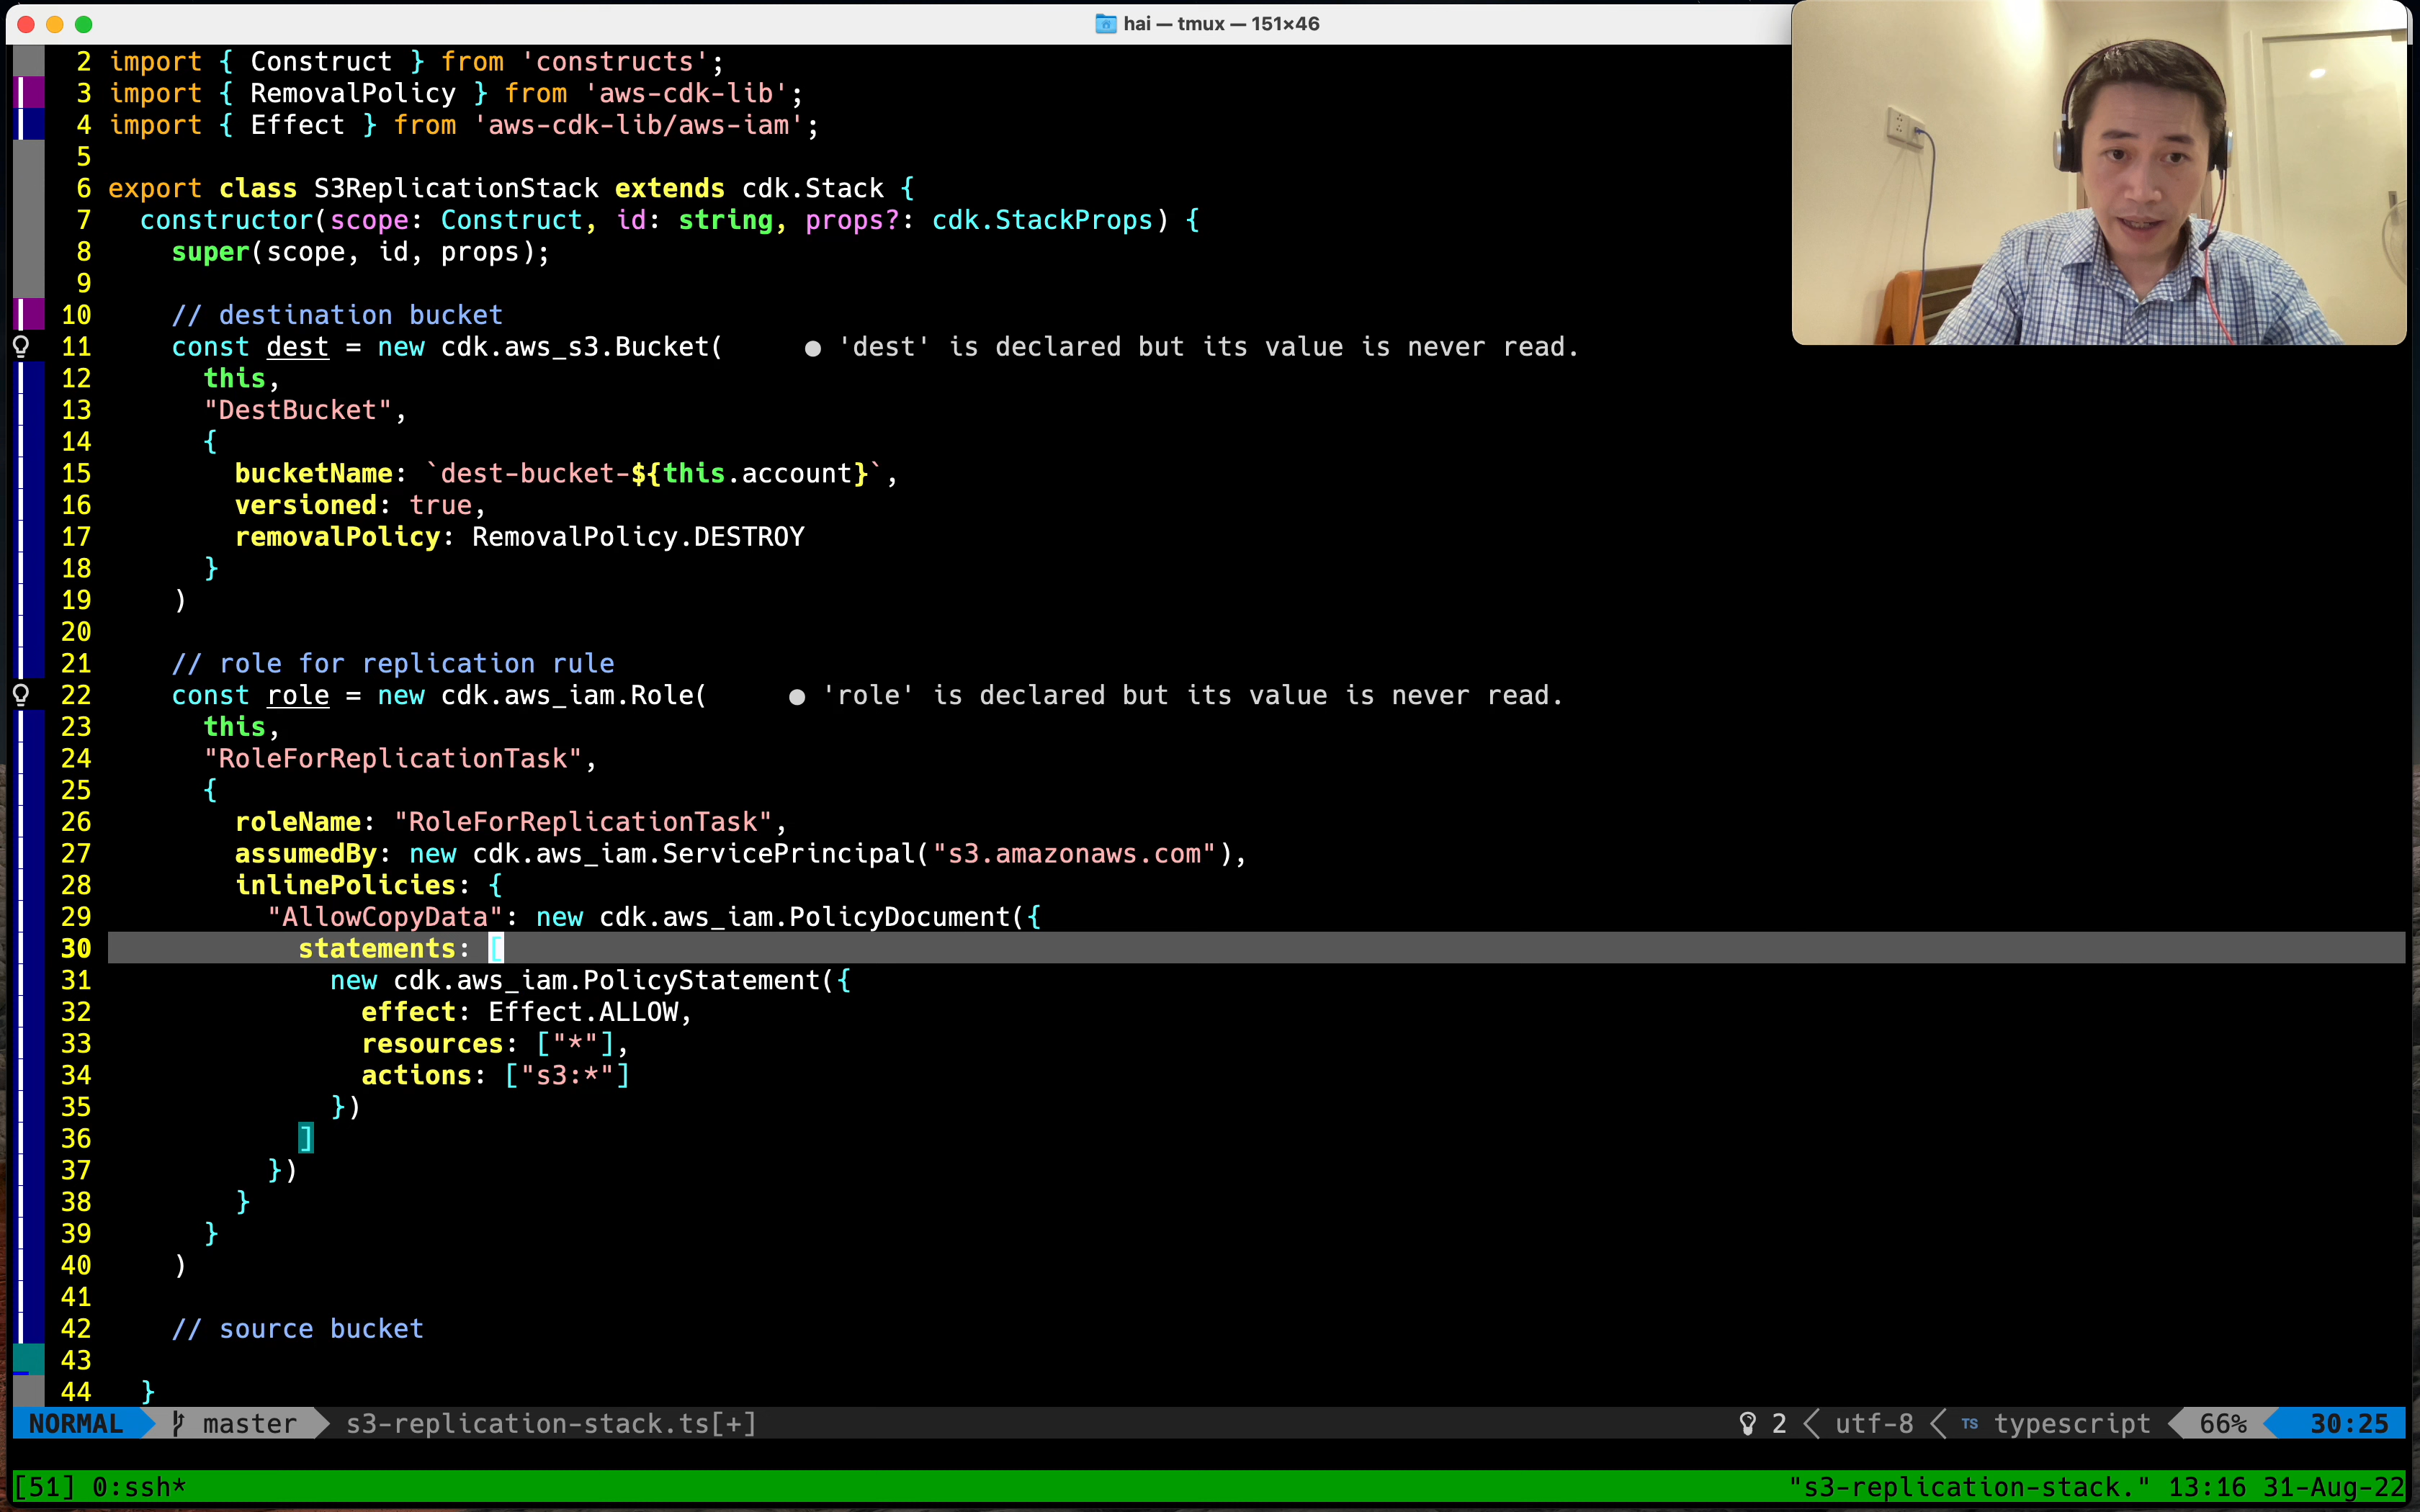 hai — tmux — 151×46
2 import { Construct } from 'constructs';
3 import { RemovalPolicy } from 'aws-cdk-lib';
4 import { Effect } from 'aws-cdk-lib/aws-iam';
5
6 export class S3ReplicationStack extends cdk.Stack {
7 constructor(scope: Construct, id: string, props?: cdk.StackProps) {
8 super(scope, id, props);
9
10 // destination bucket
11 const dest = new cdk.aws_s3.Bucket( ● 'dest' is declared but its value is never read.
12 this,
13 "DestBucket",
14 {
15 bucketName: `dest-bucket-${this.account}`,
16 versioned: true,
17 removalPolicy: RemovalPolicy.DESTROY
18 }
19 )
20
21 // role for replication rule
22 const role = new cdk.aws_iam.Role( ● 'role' is declared but its value is never read.
23 this,
24 "RoleForReplicationTask",
25 {
26 roleName: "RoleForReplicationTask",
27 assumedBy: new cdk.aws_iam.ServicePrincipal("s3.amazonaws.com"),
28 inlinePolicies: {
29 "AllowCopyData": new cdk.aws_iam.PolicyDocument({
30 statements: [
31 new cdk.aws_iam.PolicyStatement({
32 effect: Effect.ALLOW,
33 resources: ["*"],
34 actions: ["s3:*"]
35 })
36 ]
37 })
38 }
39 }
40 )
41
42 // source bucket
43
44 }
NORMAL master s3-replication-stack.ts[+] 2 utf-8 TS typescript 66% 30:25
[51] 0:ssh* "s3-replication-stack." 13:16 31-Aug-22